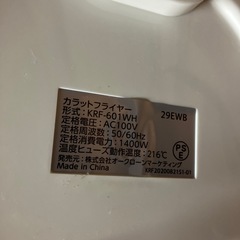 カラットフライヤー
形式：KRF-601WH 29EWB
定格電圧：AC100V
定格周波数：50/60Hz
定格消費電力：1400W
温度ヒューズ動作温度：216℃
発売元：株式会社オークローンマーケティング
Made in China
PSE